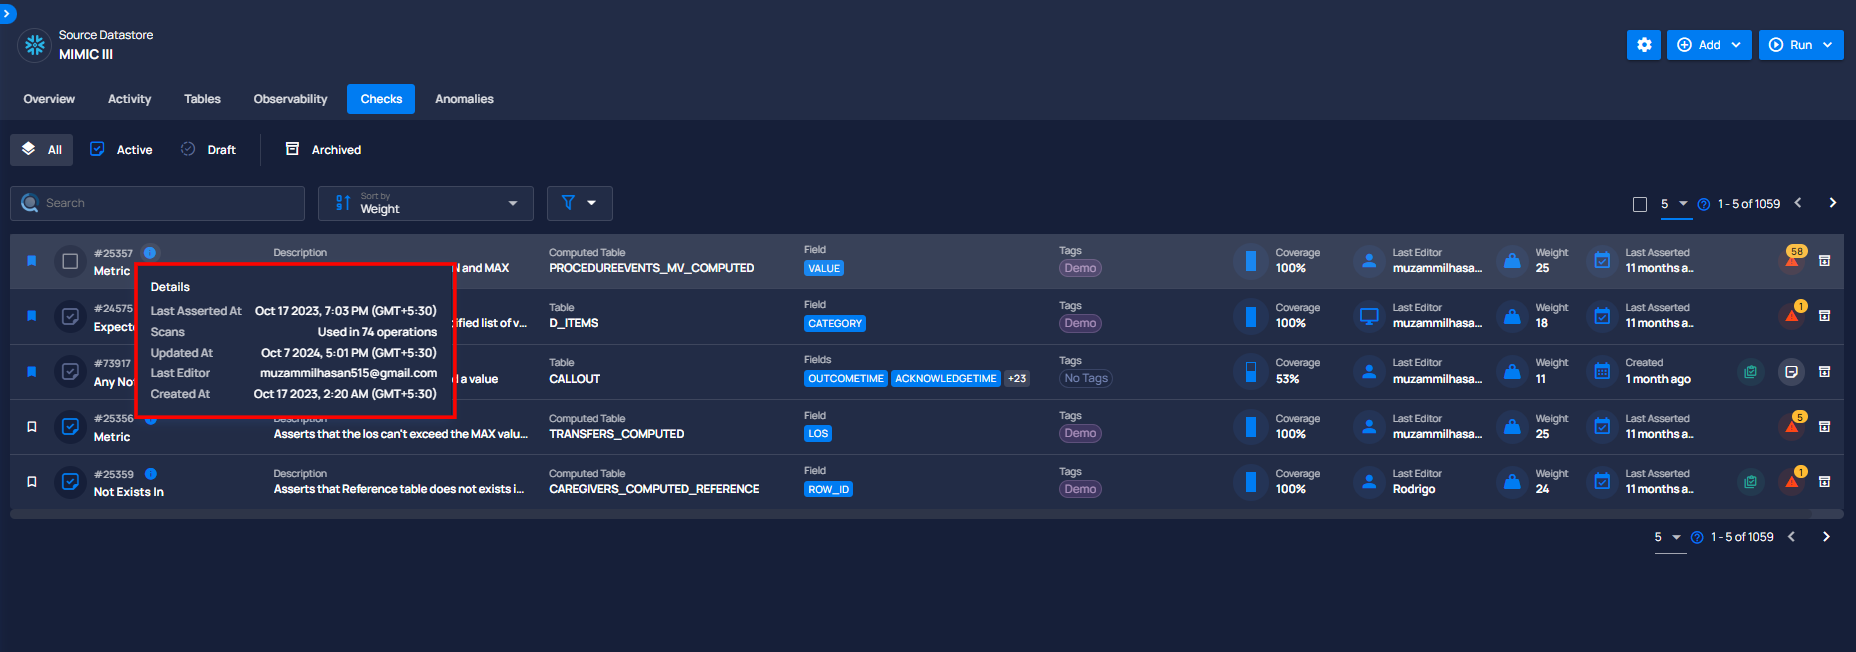 Source Datastore
MIMIC III
Add
Run
Overview
Activity
Tables
Observability
Checks
Anomalies
All
Active
Draft
Archived
Search
Sort by
Weight
5
1 - 5 of 1059
#25357
Metric
Description
N and MAX
Computed Table
PROCEDUREEVENTS_MV_COMPUTED
Field
VALUE
Tags
Demo
Coverage
100%
Last Editor
muzammilhasa...
Weight
25
Last Asserted
11 months a..
58
Details
Last Asserted At Oct 17 2023, 7:03 PM (GMT+5:30)
Scans Used in 74 operations
Updated At Oct 7 2024, 5:01 PM (GMT+5:30)
Last Editor muzammilhasan515@gmail.com
Created At Oct 17 2023, 2:20 AM (GMT+5:30)
#24575
Expecte
ified list of v...
Table
D_ITEMS
Field
CATEGORY
Tags
Demo
Coverage
100%
Last Editor
muzammilhasa...
Weight
18
Last Asserted
11 months a..
1
#73917
Any No
d a value
Table
CALLOUT
Fields
OUTCOMETIME ACKNOWLEDGETIME +23
Tags
No Tags
Coverage
53%
Last Editor
muzammilhasa...
Weight
11
Created
1 month ago
#25356
Metric
Description
Asserts that the los can't exceed the MAX valu...
Computed Table
TRANSFERS_COMPUTED
Field
LOS
Tags
Demo
Coverage
100%
Last Editor
muzammilhasa...
Weight
25
Last Asserted
11 months a..
5
#25359
Not Exists In
Description
Asserts that Reference table does not exists i...
Computed Table
CAREGIVERS_COMPUTED_REFERENCE
Field
ROW_ID
Tags
Demo
Coverage
100%
Last Editor
Rodrigo
Weight
24
Last Asserted
11 months a..
1
5
1 - 5 of 1059